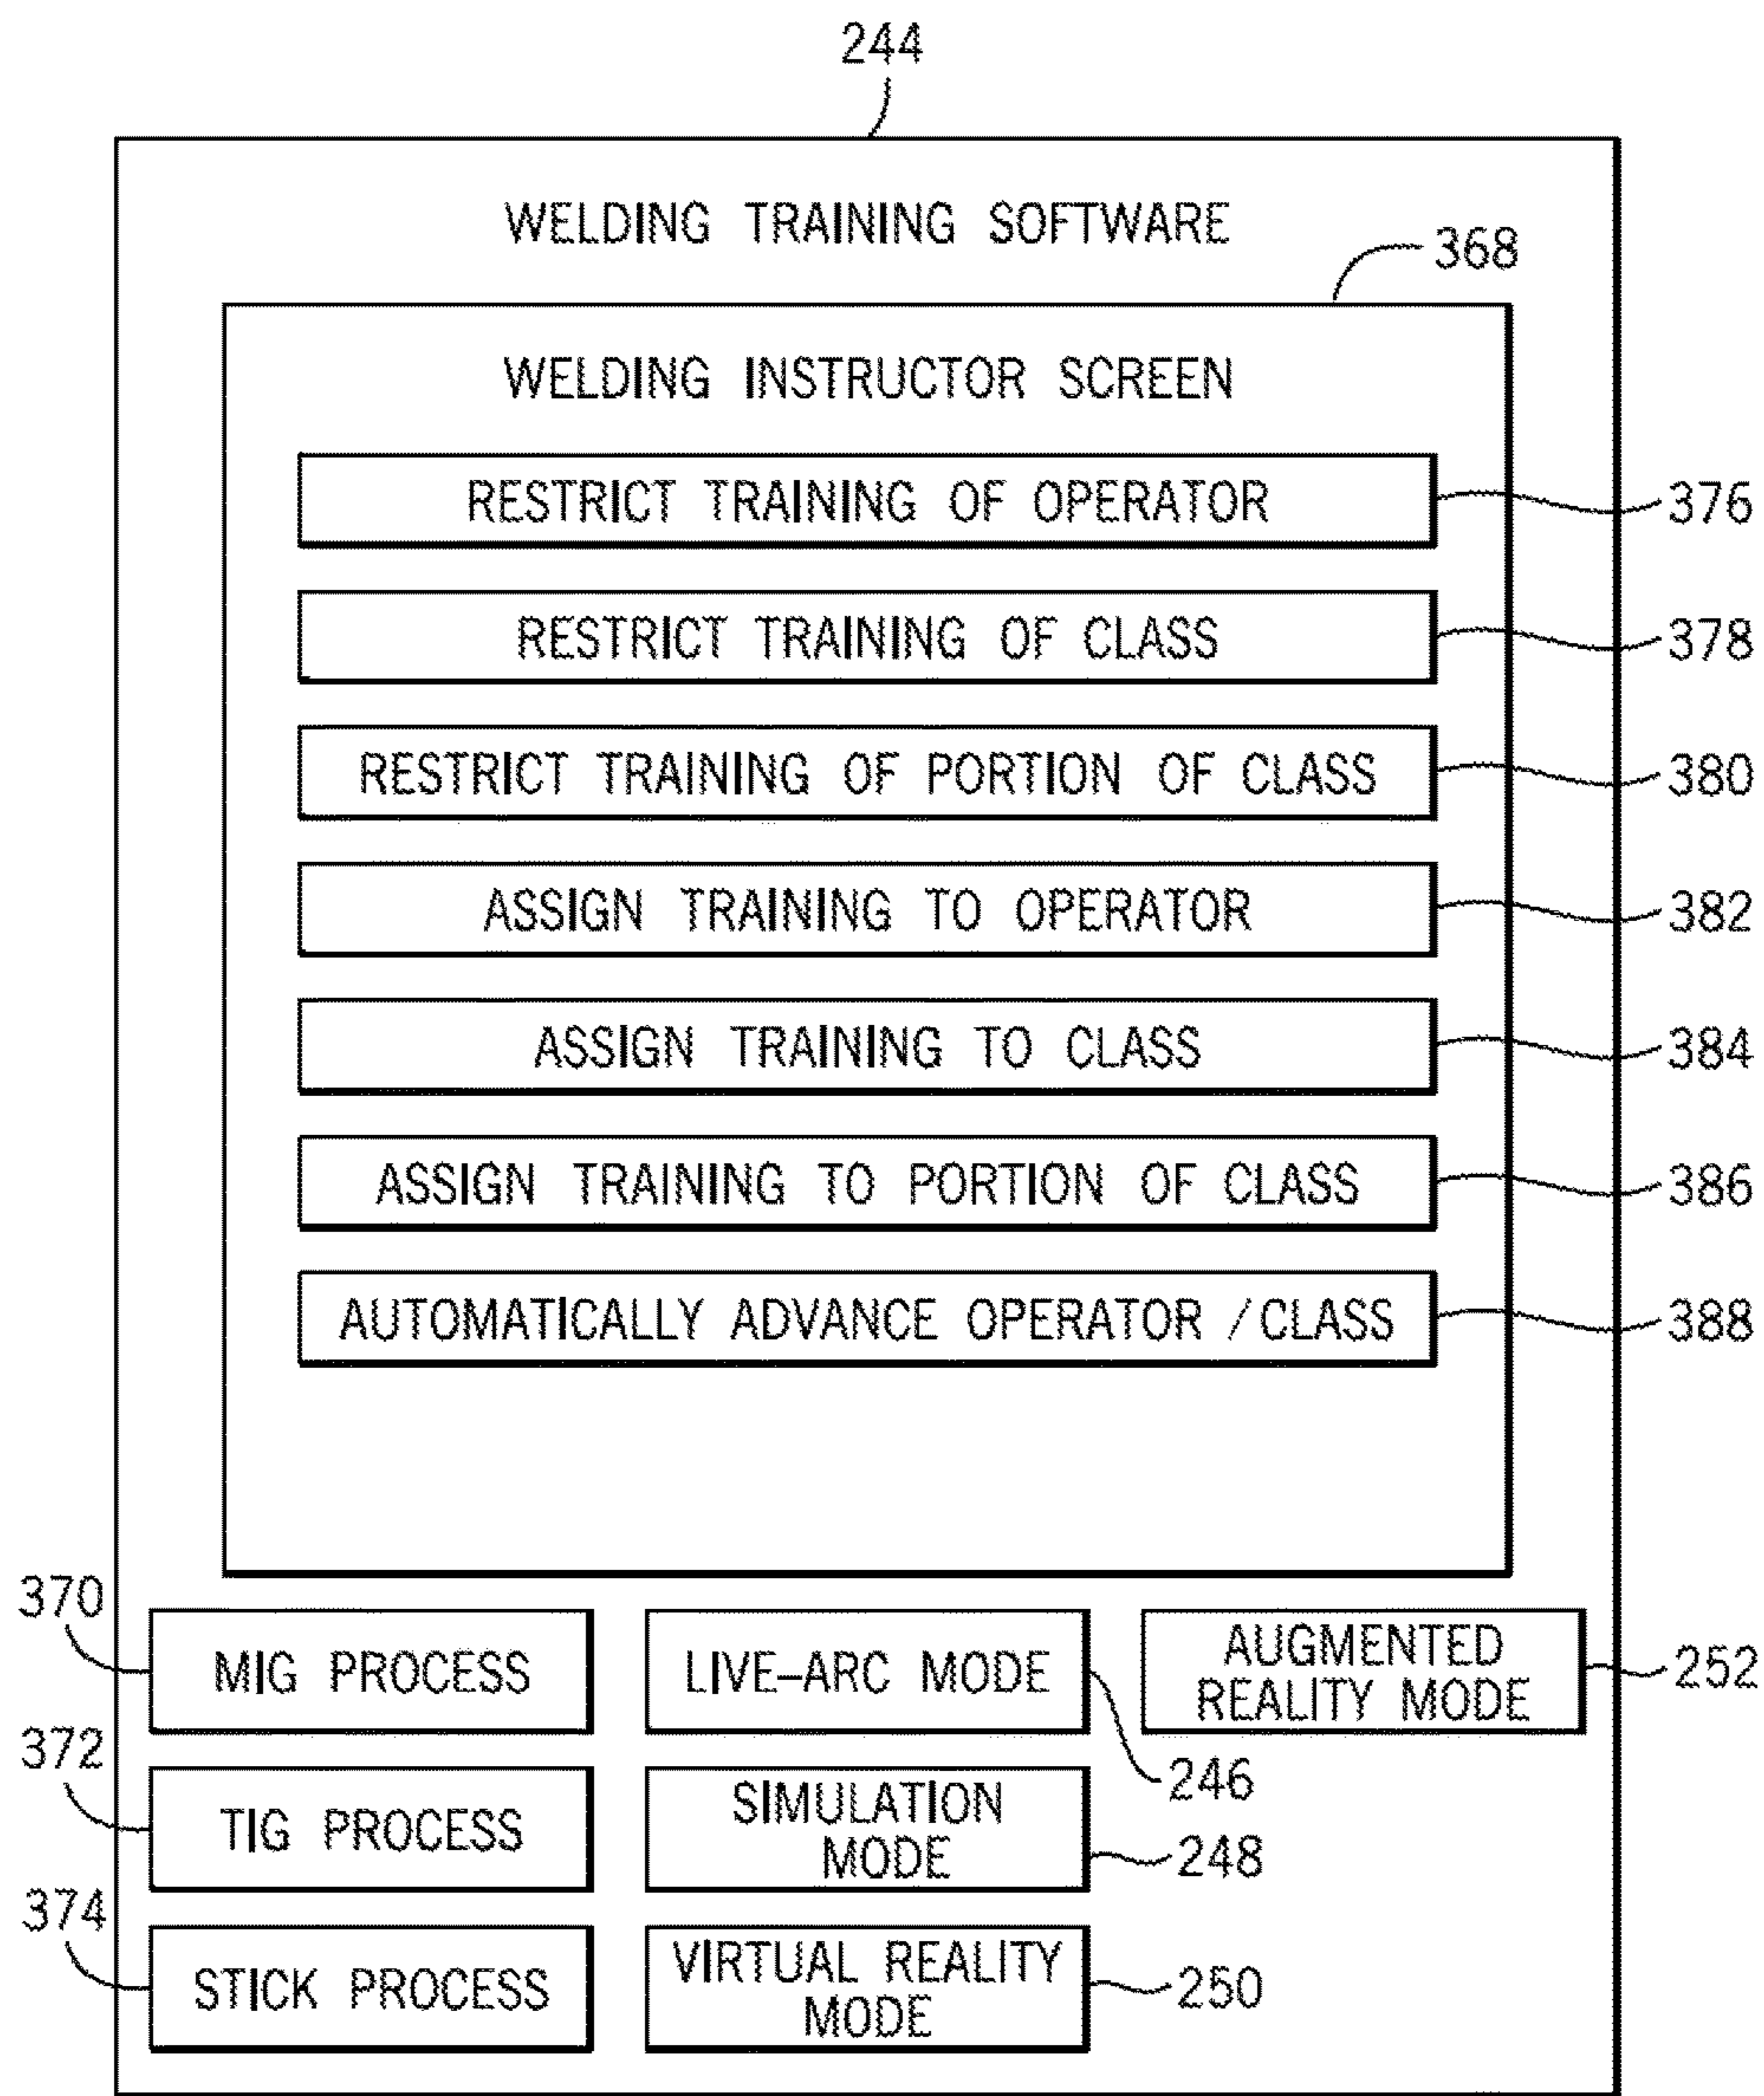 244
WELDING TRAINING SOFTWARE
368
WELDING INSTRUCTOR SCREEN
RESTRICT TRAINING OF OPERATOR
376
RESTRICT TRAINING OF CLASS
378
RESTRICT TRAINING OF PORTION OF CLASS
380
ASSIGN TRAINING TO OPERATOR
382
ASSIGN TRAINING TO CLASS
384
ASSIGN TRAINING TO PORTION OF CLASS
386
AUTOMATICALLY ADVANCE OPERATOR /CLASS
388
370
MIG PROCESS
LIVE–ARC MODE
AUGMENTED
REALITY MODE
252
372
TIG PROCESS
246
SIMULATION
MODE
248
374
STICK PROCESS
VIRTUAL REALITY
MODE
250